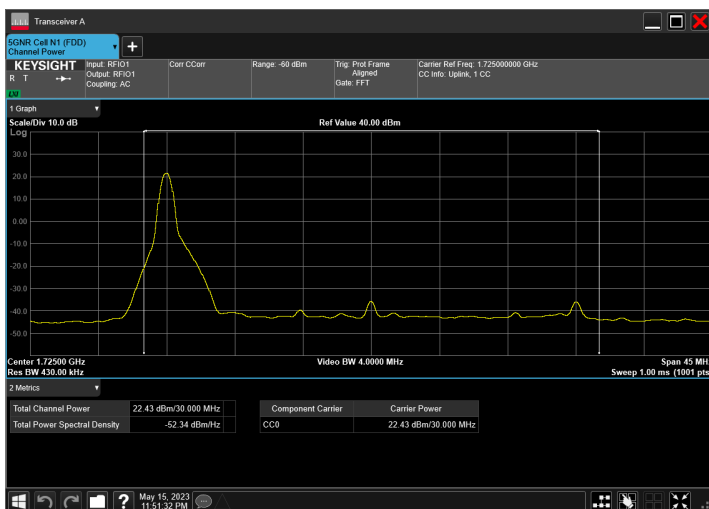 Transceiver A
5GNR Cell N1 (FDD)
Channel Power
KEYSIGHT
R T
LXI
Input: RFIO1
Output: RFIO1
Coupling: AC
Corr CCorr
Range: -60 dBm
Trig: Prot Frame
Aligned
Gate: FFT
Carrier Ref Freq: 1.725000000 GHz
CC Info: Uplink, 1 CC
1 Graph
Scale/Div 10.0 dB
Ref Value 40.00 dBm
Log
30.0
20.0
10.0
0.00
-10.0
-20.0
-30.0
-40.0
-50.0
Center 1.72500 GHz
Video BW 4.0000 MHz
Span 45 MH
Res BW 430.00 kHz
Sweep 1.00 ms (1001 pts
2 Metrics
Total Channel Power 22.43 dBm/30.000 MHz
Total Power Spectral Density -52.34 dBm/Hz
Component Carrier Carrier Power
CC0 22.43 dBm/30.000 MHz
May 15, 2023
11:51:32 PM